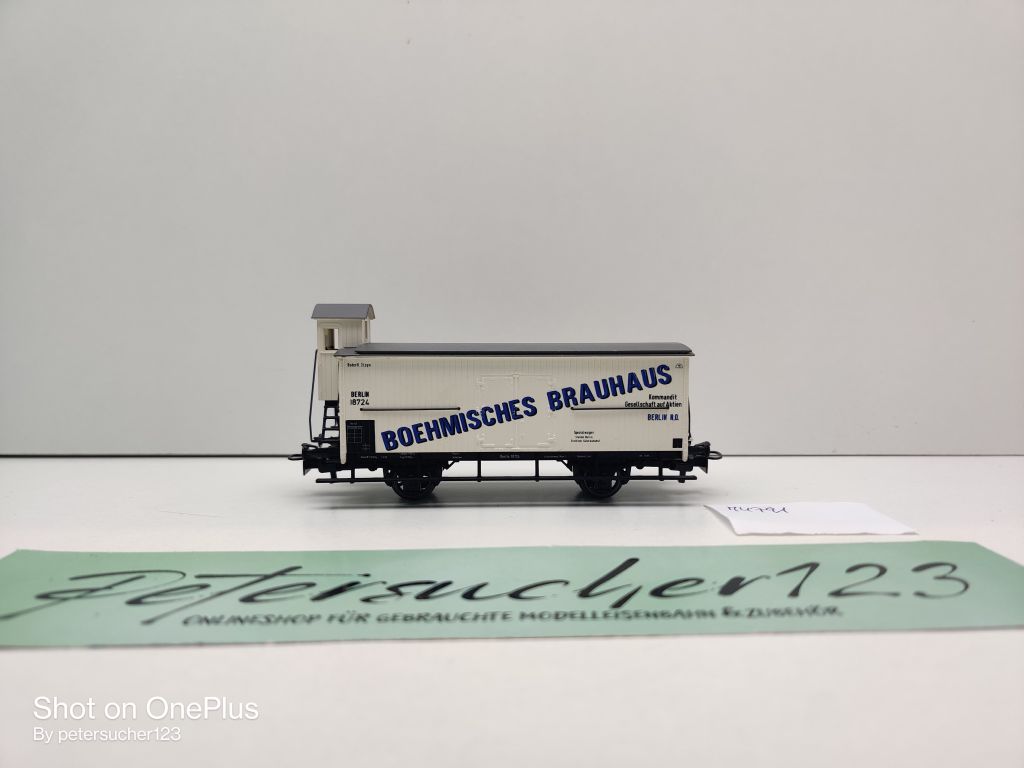 BERLIN
18724
BOEHMISCHES BRAUHAUS
Kommandit
Gesellschaft auf Aktien
BERLIN N.O.
Spezialwagen
Petersucher123
ONLINESHOP FÜR GEBRAUCHTE MODELLEISENBAHN & ZUBEHÖR
Shot on OnePlus
By petersucher123